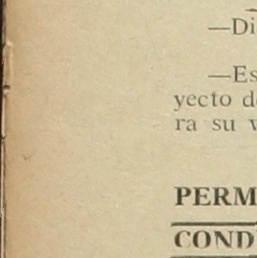 —Di
—Es
yecto d
ra su v
PERM
COND